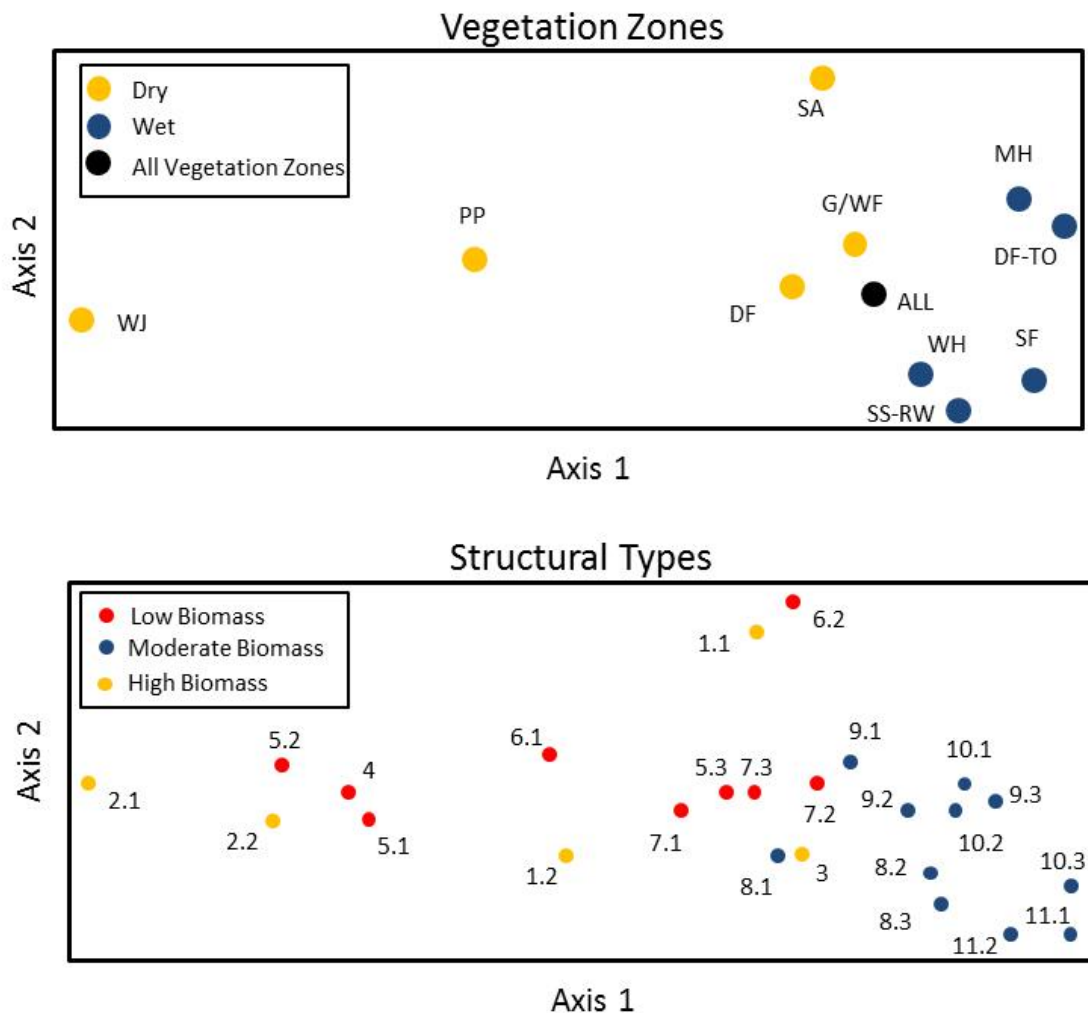 Vegetation Zones
Dry
Wet
All Vegetation Zones
SA
MH
PP
G/WF
DF-TO
DF
ALL
WJ
WH
SF
SS-RW
Axis 2
Axis 1
Structural Types
Low Biomass
Moderate Biomass
High Biomass
6.2
1.1
9.1
6.1
5.2
4
5.3
7.3
10.1
9.3
2.1
9.2
7.2
2.2
5.1
7.1
10.2
1.2
8.1
3
8.2
10.3
8.3
11.1
11.2
Axis 2
Axis 1